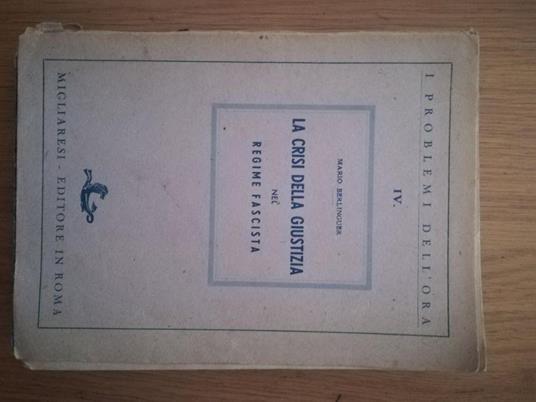 I PROBLEMI DELL'ORA
IV.
MARIO BERLINGUER
LA CRISI DELLA GIUSTIZIA
NEL
REGIME FASCISTA
MIGLIARESI - EDITORE IN ROMA